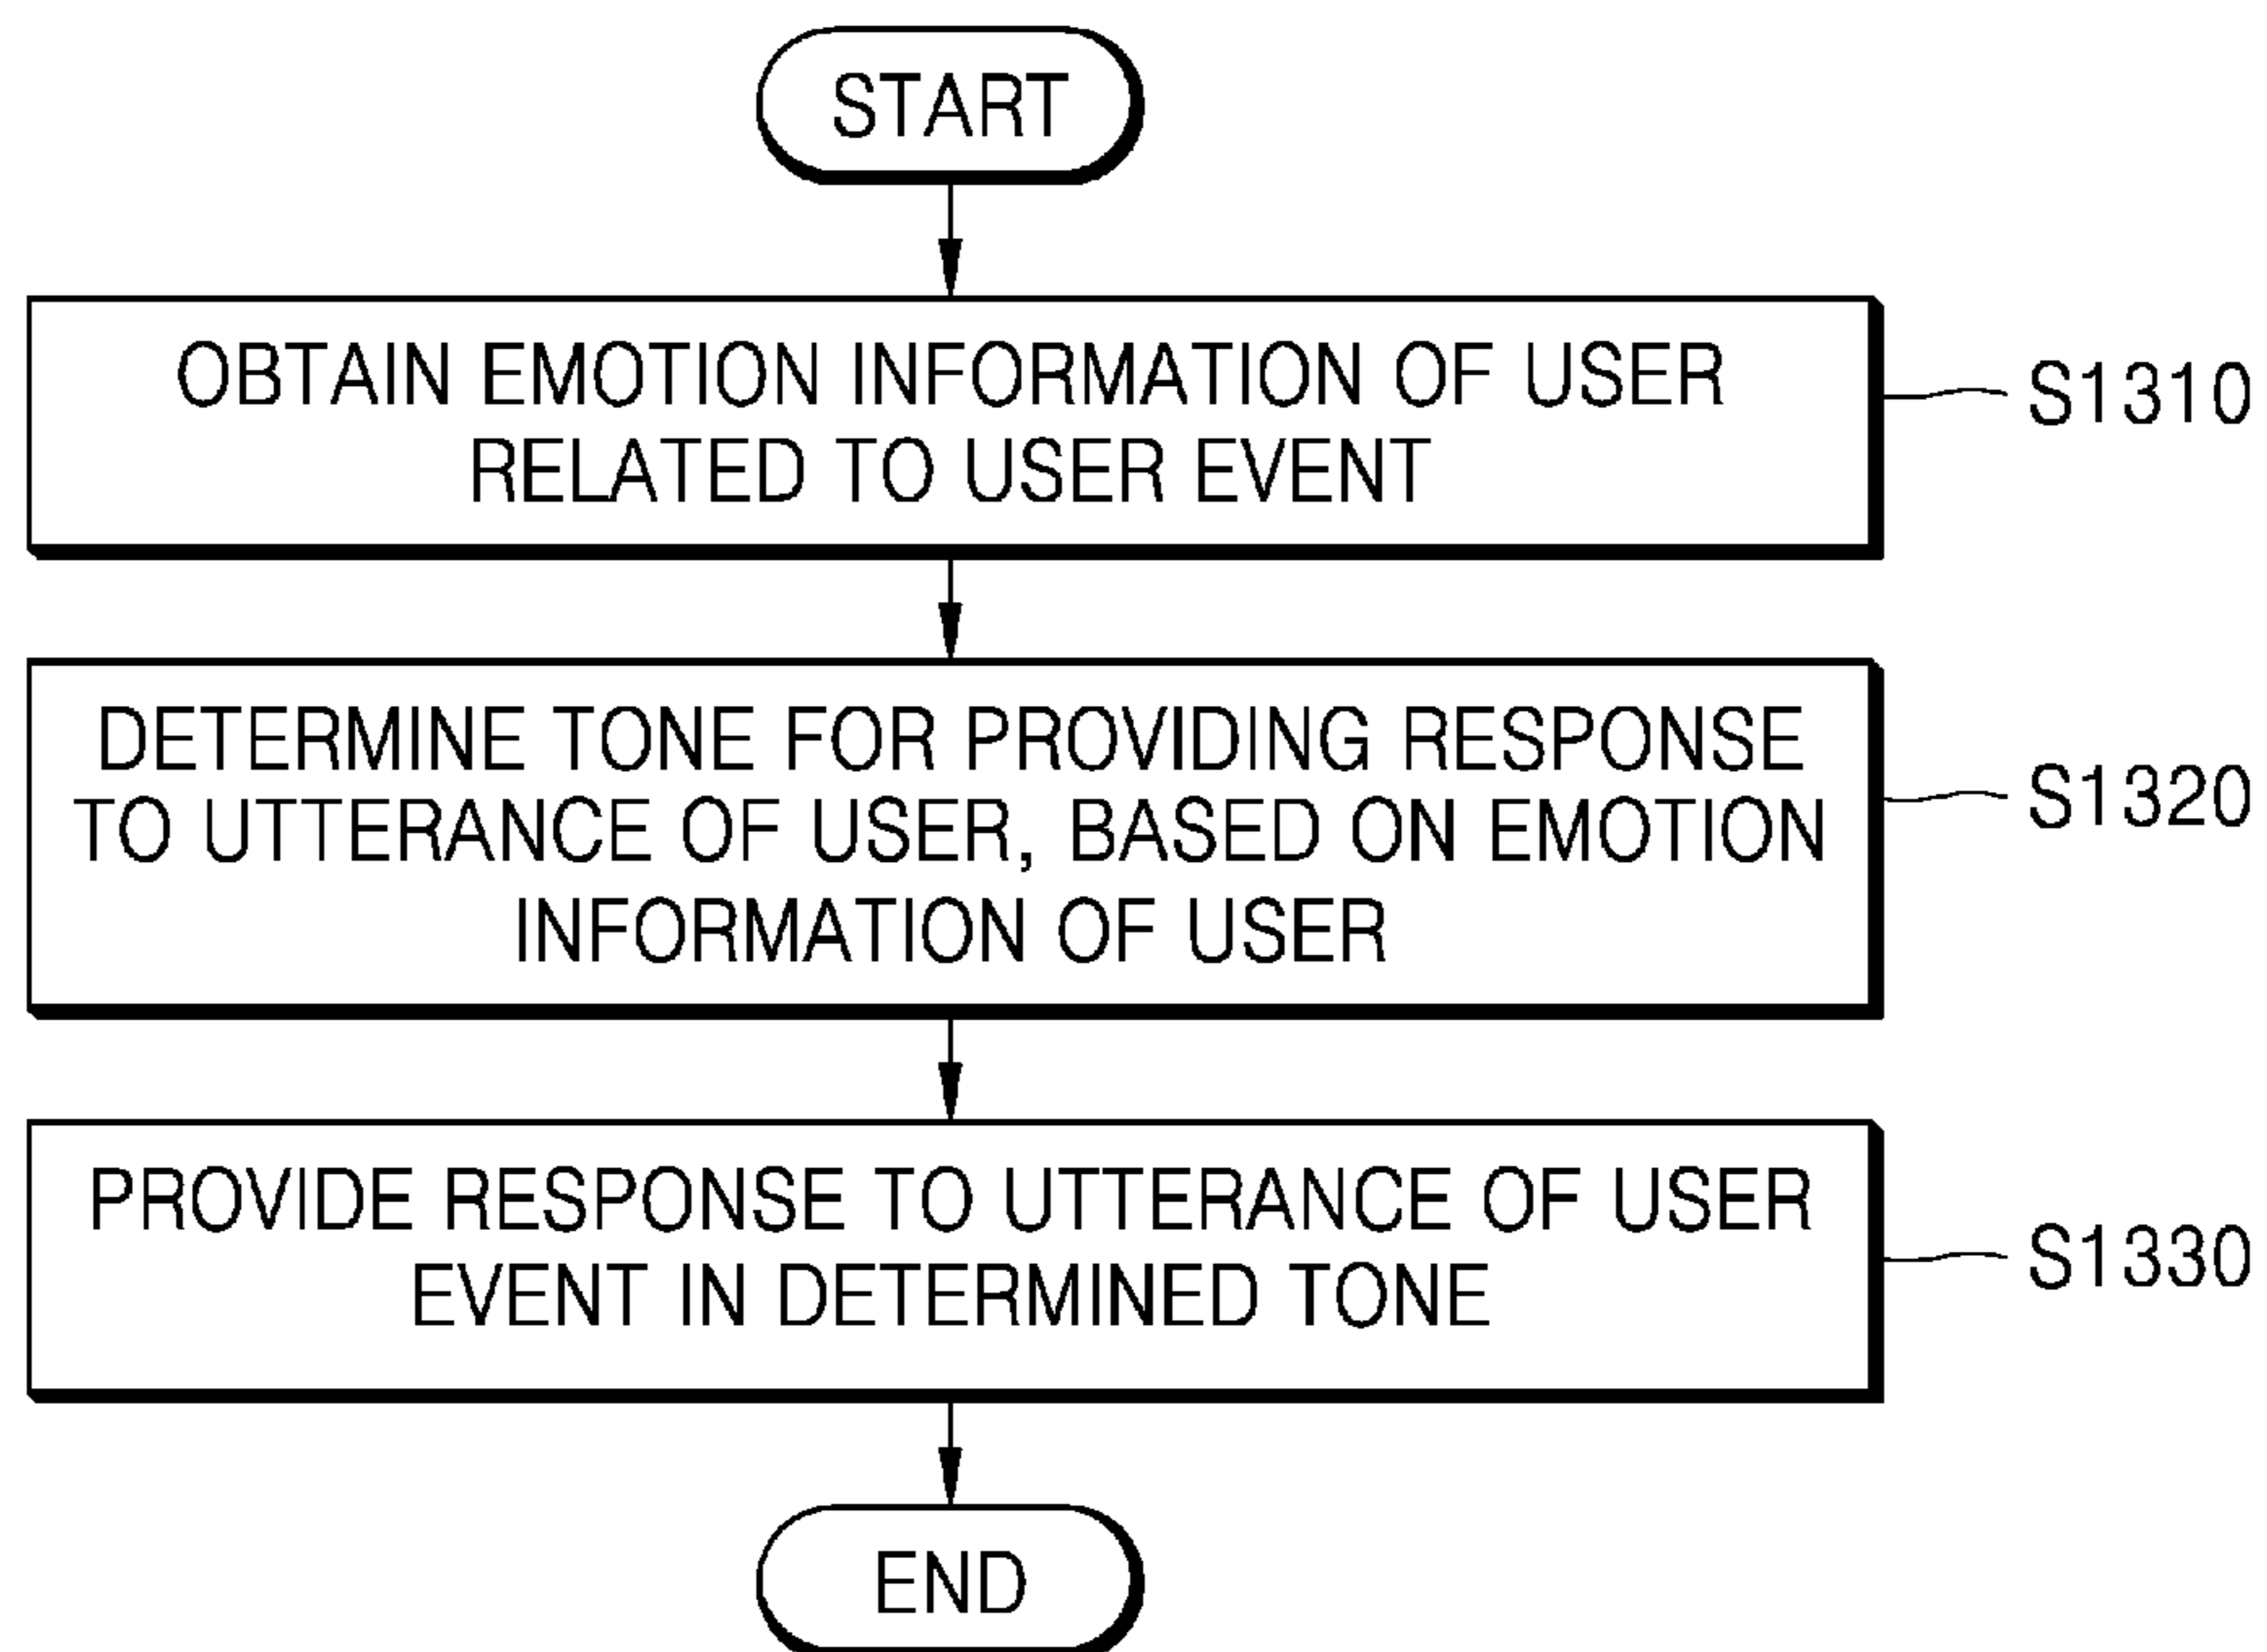 START
OBTAIN EMOTION INFORMATION OF USER
RELATED TO USER EVENT
S1310
DETERMINE TONE FOR PROVIDING RESPONSE
TO UTTERANCE OF USER, BASED ON EMOTION
INFORMATION OF USER
S1320
PROVIDE RESPONSE TO UTTERANCE OF USER
EVENT IN DETERMINED TONE
S1330
END